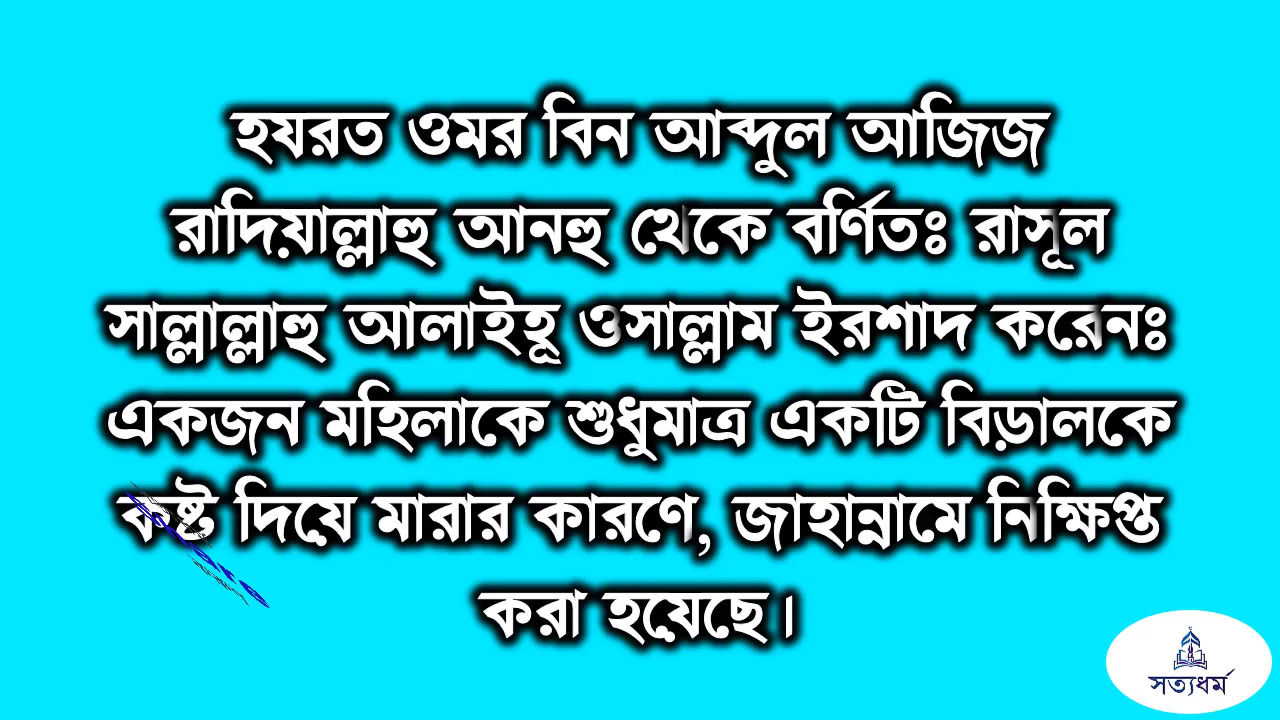 হযরত ওমর বিন আব্দুল আজিজ
রাদিয়াল্লাহু আনহু থেকে বর্ণিতঃ রাসূল
সাল্লাল্লাহু আলাইহূ ওসাল্লাম ইরশাদ করেনঃ
একজন মহিলাকে শুধুমাত্র একটি বিড়ালকে
কষ্ট দিযে মারার কারণে, জাহান্নামে নিক্ষিপ্ত
করা হযেছে।
সত্যধর্ম